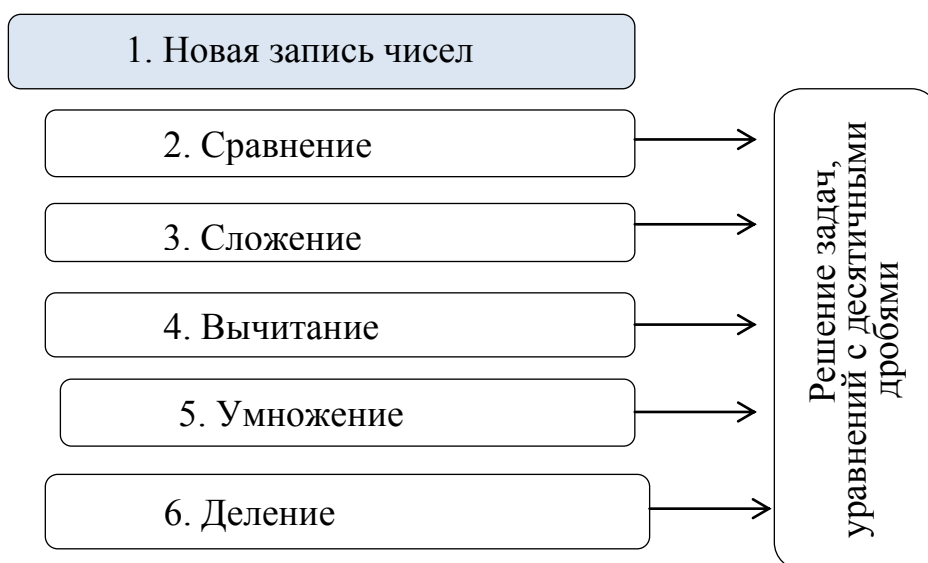 1. Новая запись чисел
2. Сравнение
3. Сложение
4. Вычитание
5. Умножение
6. Деление
Решение задач,
уравнений с десятичными
дробями